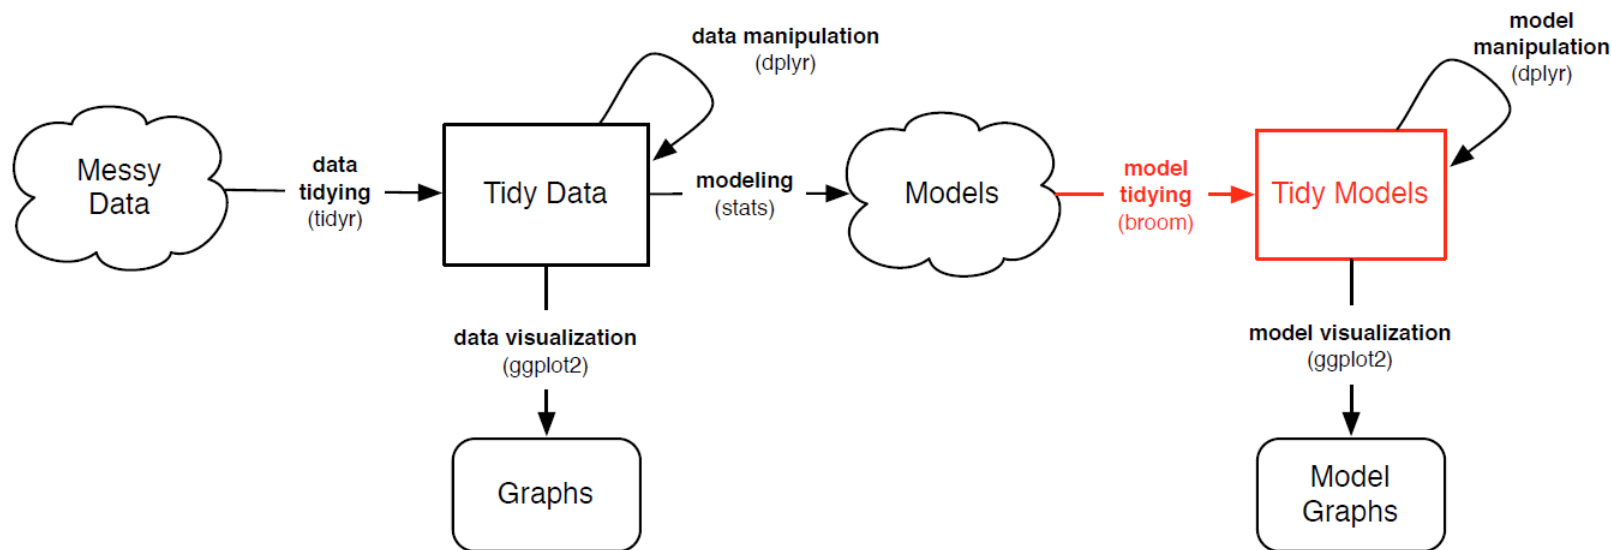 Messy
Data
data
tidying
(tidyr)
Tidy Data
data manipulation
(dplyr)
modeling
(stats)
Models
model
tidying
(broom)
Tidy Models
model
manipulation
(dplyr)
data visualization
(ggplot2)
Graphs
model visualization
(ggplot2)
Model
Graphs